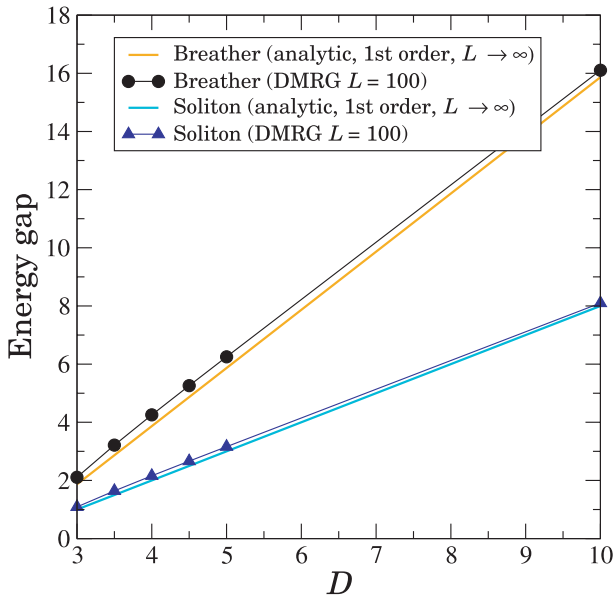 18
16
14
12
10
8
6
4
2
0
Energy gap
Breather (analytic, 1st order, L → ∞)
Breather (DMRG L = 100)
Soliton (analytic, 1st order, L → ∞)
Soliton (DMRG L = 100)
3 4 5 6 7 8 9 10
D